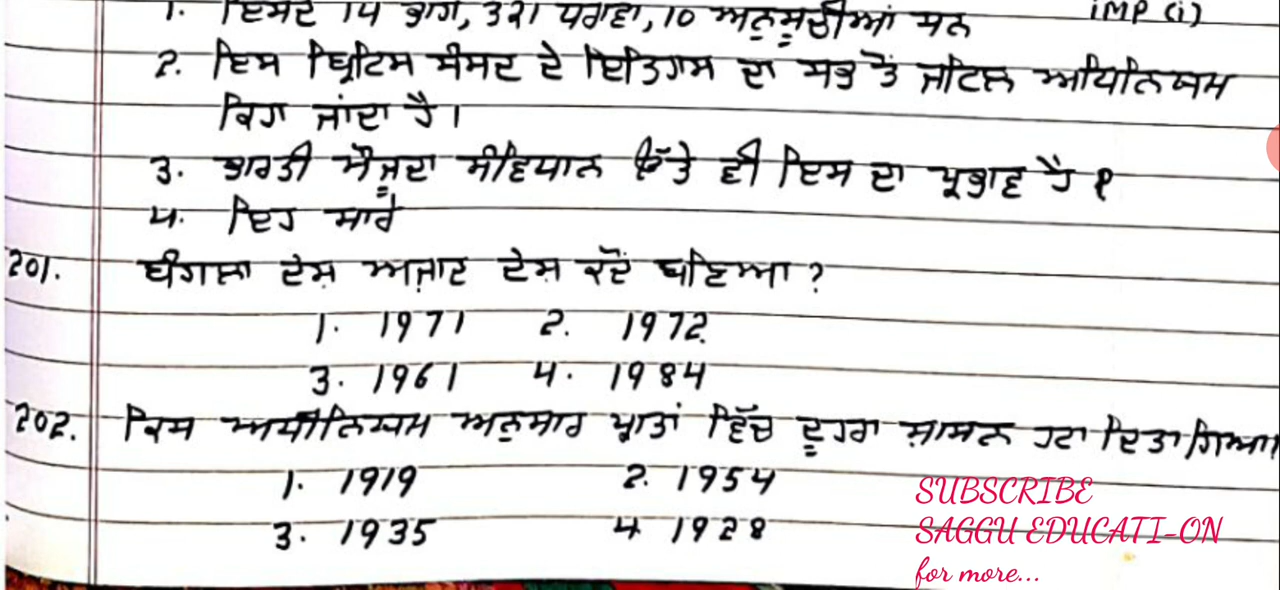 1. ਇਸਦੇ 14 ਭਾਗ, 321 ਧਰਾਵਾਂ, 10 ਅਨੁਸੂਚੀਆਂ ਸਨ iMP (i)
2. ਇਸ ਬ੍ਰਿਟਿਸ ਸੰਸਦ ਦੇ ਇਤਿਹਾਸ ਦਾ ਸਭ ਤੋਂ ਜਟਿਲ ਅਧਿਨਿਯਮ
ਕਿਹਾ ਜਾਂਦਾ ਹੈ।
3. ਭਾਰਤੀ ਮੌਜੂਦਾ ਸੰਵਿਧਾਨ ਉੱਤੇ ਵੀ ਇਸ ਦਾ ਪ੍ਰਭਾਵ ਹੈ
4. ਇਹ ਸਾਰੇ
201. ਬੰਗਲਾ ਦੇਸ਼ ਅਜ਼ਾਦ ਦੇਸ਼ ਕਦੋਂ ਬਣਿਆ ?
1. 1971 2. 1972
3. 1961 4. 1984
202. ਕਿਸ ਅਧੀਨਿਯਮ ਅਨੁਸਾਰ ਪ੍ਰਾਤਾਂ ਵਿੱਚ ਦੂਹਰਾ ਸ਼ਾਸਨ ਹਟਾ ਦਿਤਾ ਗਿਆ।
1. 1919 2. 1954
3. 1935 4. 1928
SUBSCRIBE
SAGGU EDUCATI-ON
for more...